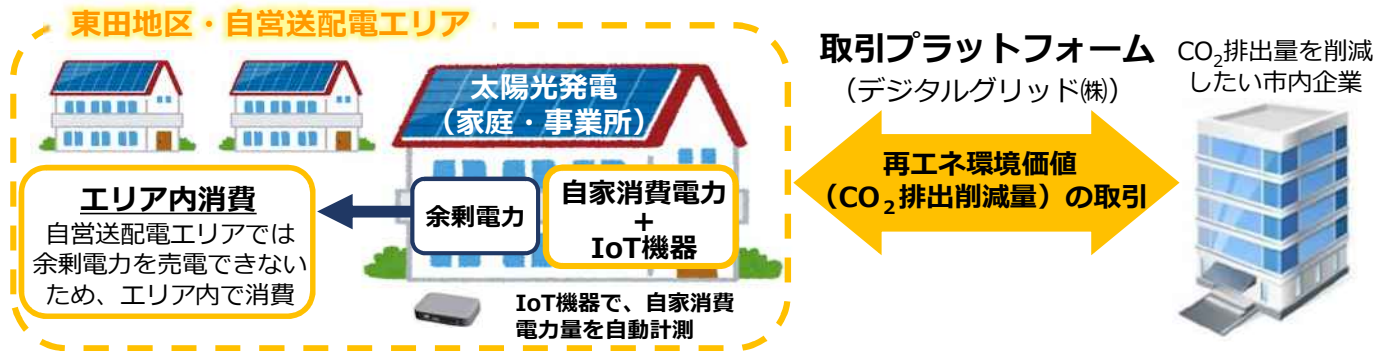 東田地区・自営送配電エリア
太陽光発電
（家庭・事業所）
エリア内消費
自営送配電エリアでは
余剰電力を売電できない
ため、エリア内で消費
余剰電力
自家消費電力
+
IoT機器
IoT機器で、自家消費
電力量を自動計測
取引プラットフォーム
（デジタルグリッド㈱）
再エネ環境価値
（CO₂排出削減量）の取引
CO₂排出量を削減
したい市内企業